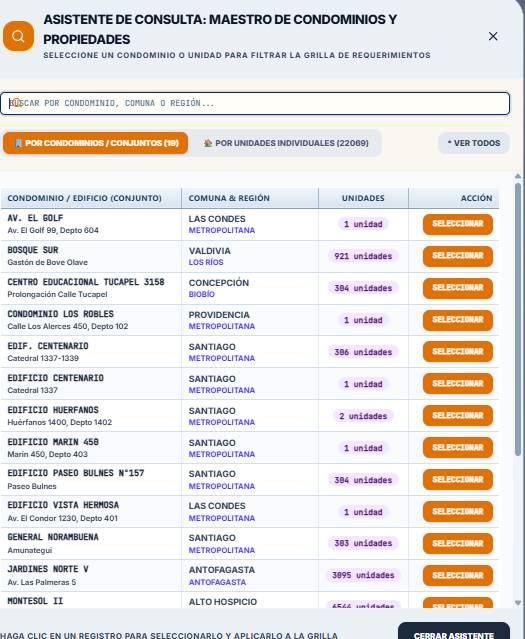 ASISTENTE DE CONSULTA: MAESTRO DE CONDOMINIOS Y
PROPIEDADES
SELECCIONE UN CONDOMINIO O UNIDAD PARA FILTRAR LA GRILLA DE REQUERIMIENTOS
BUSCAR POR CONDOMINIO, COMUNA O REGIÓN...
POR CONDOMINIOS / CONJUNTOS (19) POR UNIDADES INDIVIDUALES (22069) * VER TODOS
CONDOMINIO / EDIFICIO (CONJUNTO) COMUNA & REGIÓN UNIDADES ACCIÓN
AV. EL GOLF LAS CONDES 1 unidad SELECCIONAR
Av. El Golf 99, Depto 604 METROPOLITANA
BOSQUE SUR VALDIVIA 921 unidades SELECCIONAR
Gastón de Bove Olave LOS RÍOS
CENTRO EDUCACIONAL TUCAPEL 3158 CONCEPCIÓN 304 unidades SELECCIONAR
Prolongación Calle Tucapel BIOBÍO
CONDOMINIO LOS ROBLES PROVIDENCIA 1 unidad SELECCIONAR
Calle Los Alerces 450, Depto 102 METROPOLITANA
EDIF. CENTENARIO SANTIAGO 306 unidades SELECCIONAR
Catedral 1337-1339 METROPOLITANA
EDIFICIO CENTENARIO SANTIAGO 1 unidad SELECCIONAR
Catedral 1337 METROPOLITANA
EDIFICIO HUERFANOS SANTIAGO 2 unidades SELECCIONAR
Huérfanos 1400, Depto 1402 METROPOLITANA
EDIFICIO MARIN 450 SANTIAGO 1 unidad SELECCIONAR
Marin 450, Depto 403 METROPOLITANA
EDIFICIO PASEO BULNES N°157 SANTIAGO 304 unidades SELECCIONAR
Paseo Bulnes METROPOLITANA
EDIFICIO VISTA HERMOSA LAS CONDES 1 unidad SELECCIONAR
Av. El Condor 1230, Depto 401 METROPOLITANA
GENERAL NORAMBUENA SANTIAGO 303 unidades SELECCIONAR
Amunategui METROPOLITANA
JARDINES NORTE V ANTOFAGASTA 3095 unidades SELECCIONAR
Av. Las Palmeras 5 ANTOFAGASTA
MONTESOL II ALTO HOSPICIO 6544 unidades SELECCIONAR
HAGA CLIC EN UN REGISTRO PARA SELECCIONARLO Y APLICARLO A LA GRILLA CERRAR ASISTENTE